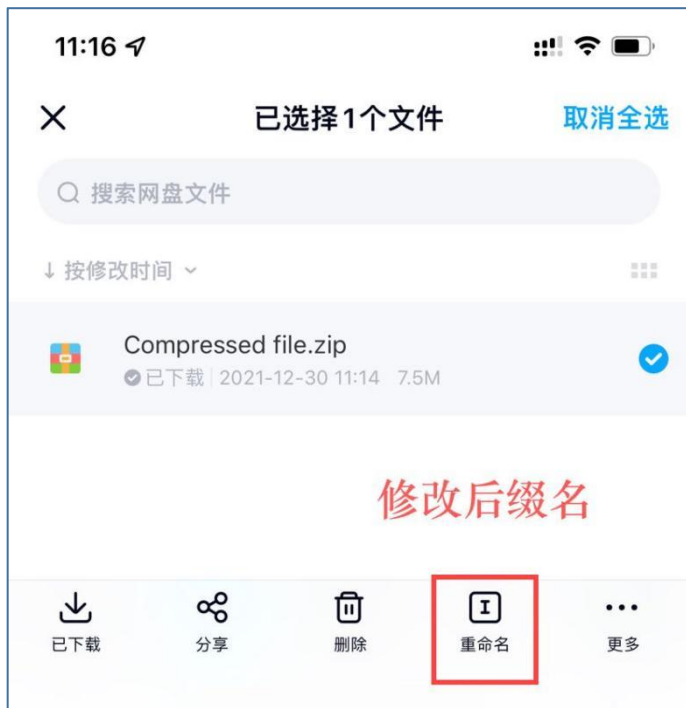 11:16
已选择1个文件
取消全选
搜索网盘文件
按修改时间
Compressed file.zip
已下载 2021-12-30 11:14 7.5M
修改后缀名
已下载
分享
删除
重命名
更多